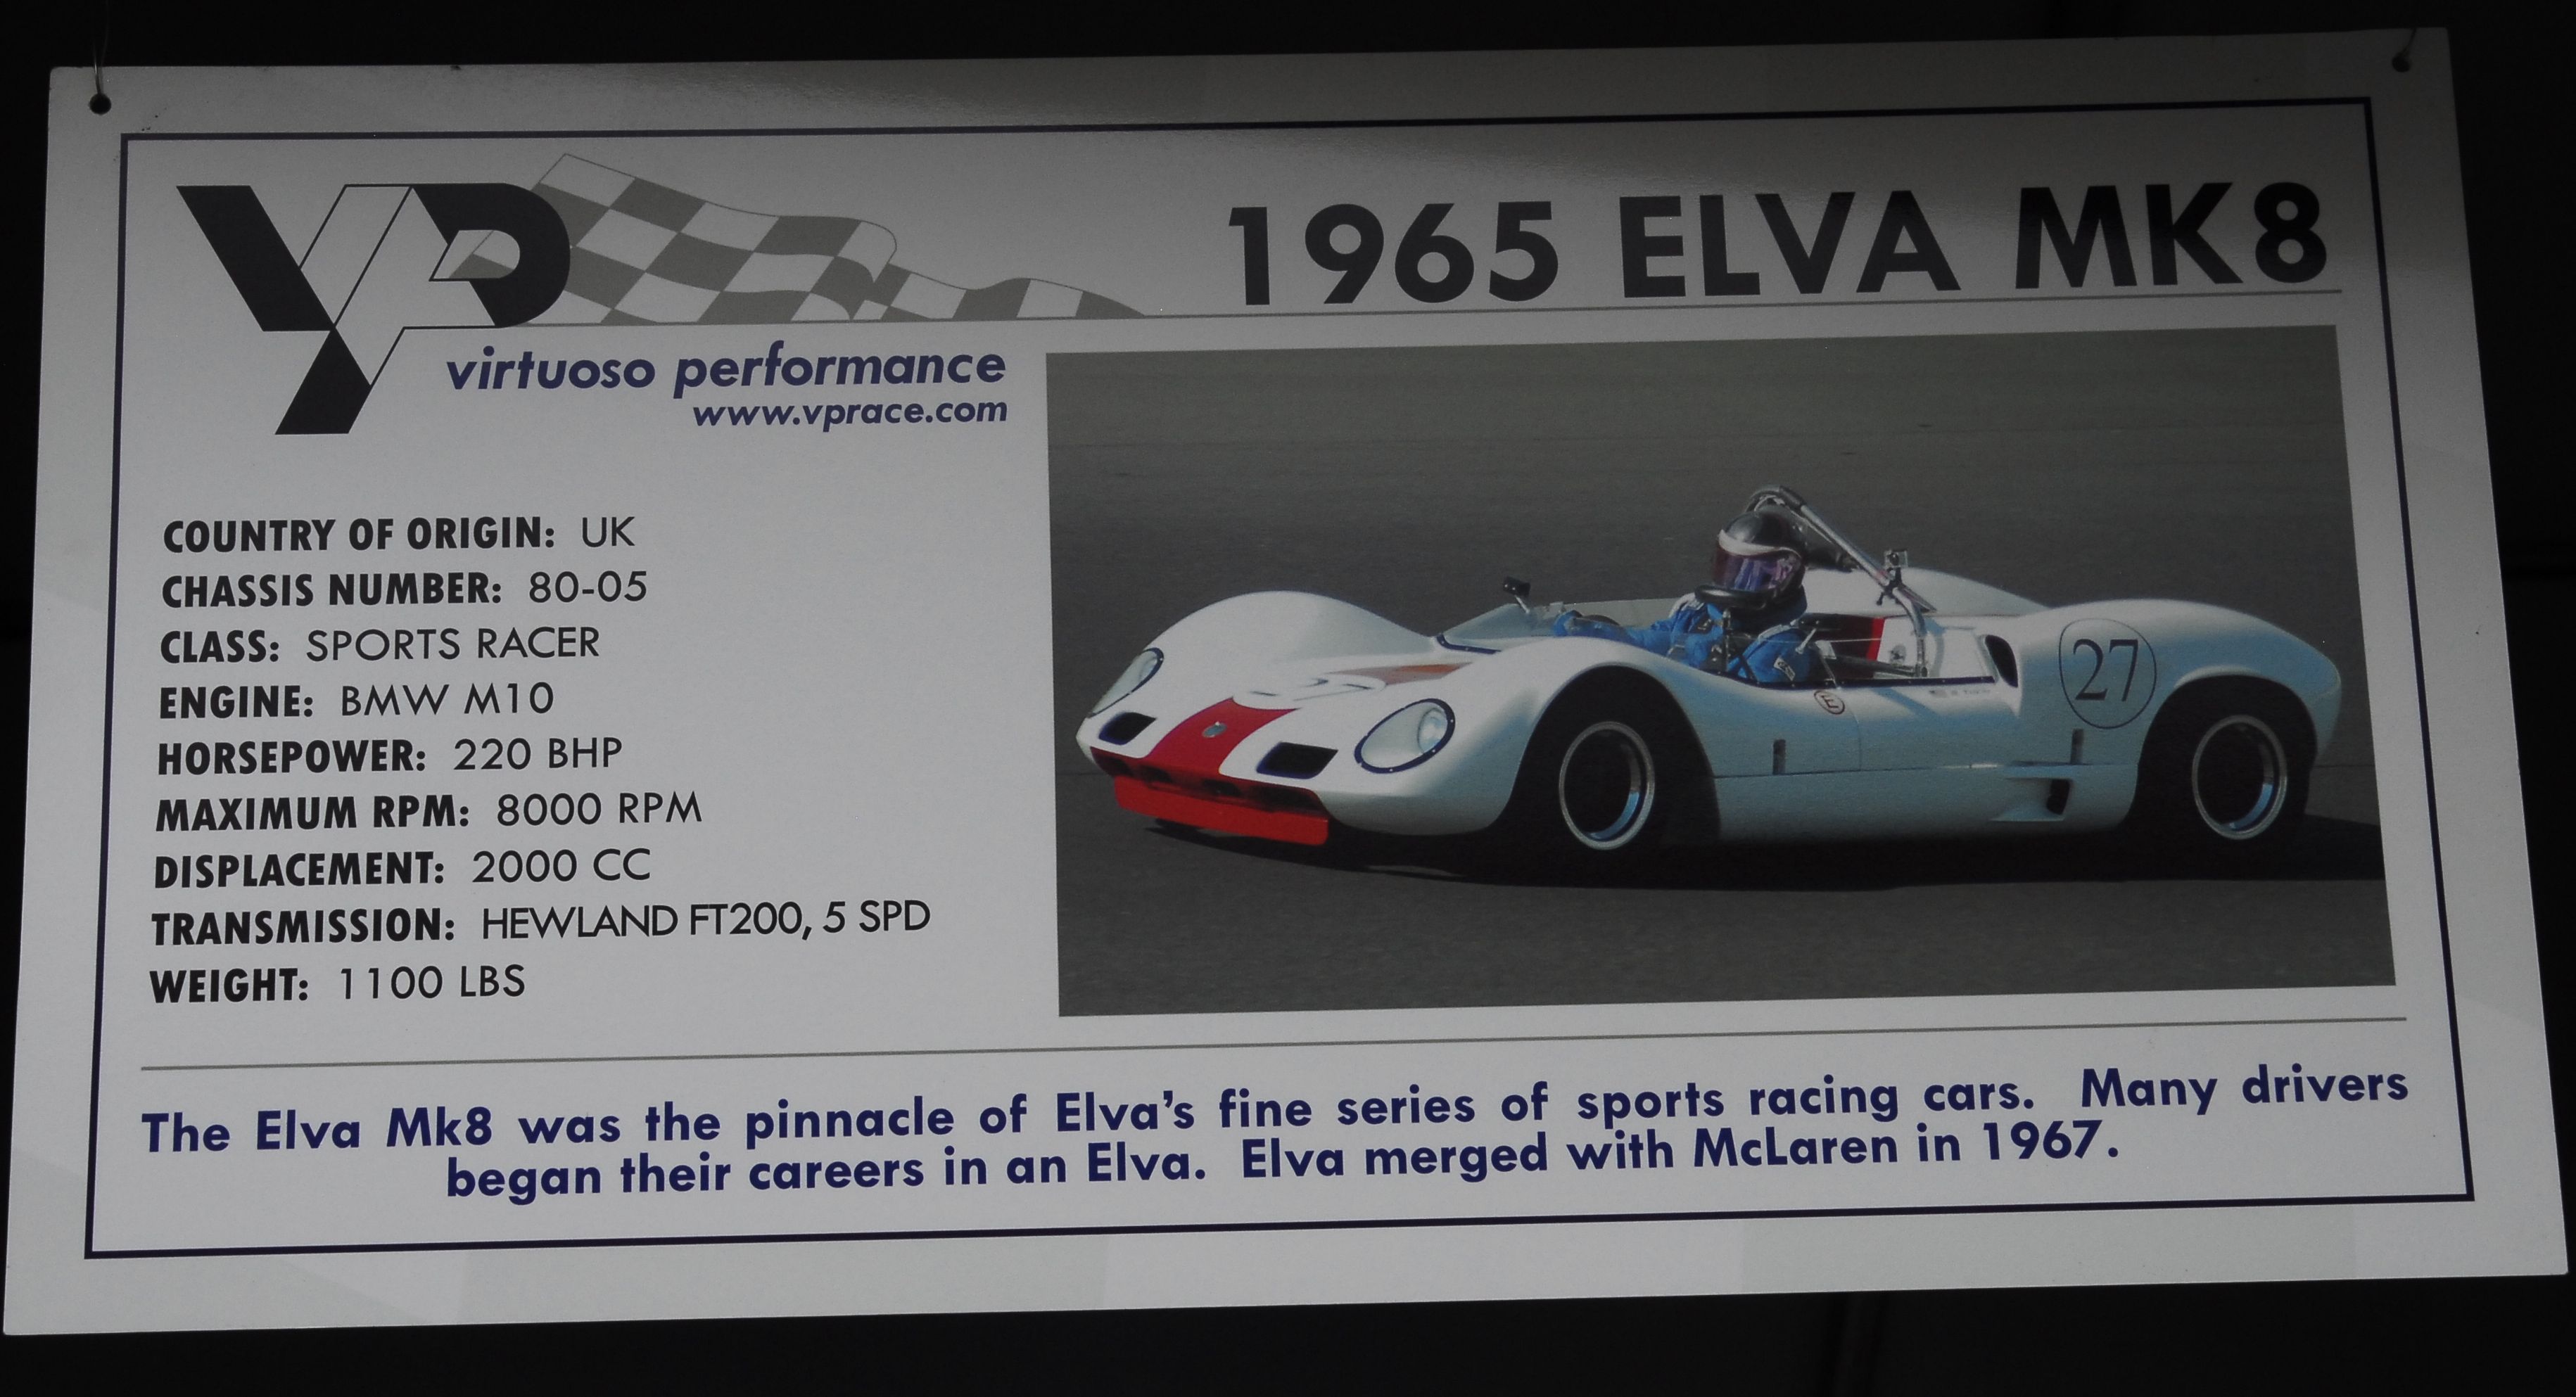 VP
1965 ELVA MK8
virtuoso performance
www.vprace.com
COUNTRY OF ORIGIN: UK
CHASSIS NUMBER: 80-05
CLASS: SPORTS RACER
ENGINE: BMW M10
HORSEPOWER: 220 BHP
MAXIMUM RPM: 8000 RPM
DISPLACEMENT: 2000 CC
TRANSMISSION: HEWLAND FT200, 5 SPD
WEIGHT: 1100 LBS
27
E
The Elva Mk8 was the pinnacle of Elva's fine series of sports racing cars. Many drivers
began their careers in an Elva. Elva merged with McLaren in 1967.